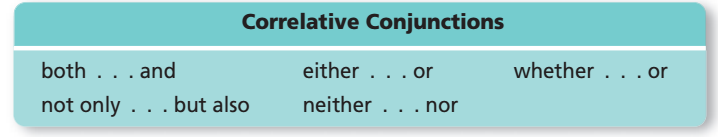 Correlative Conjunctions
both . . . and either . . . or whether . . . or
not only . . . but also neither . . . nor